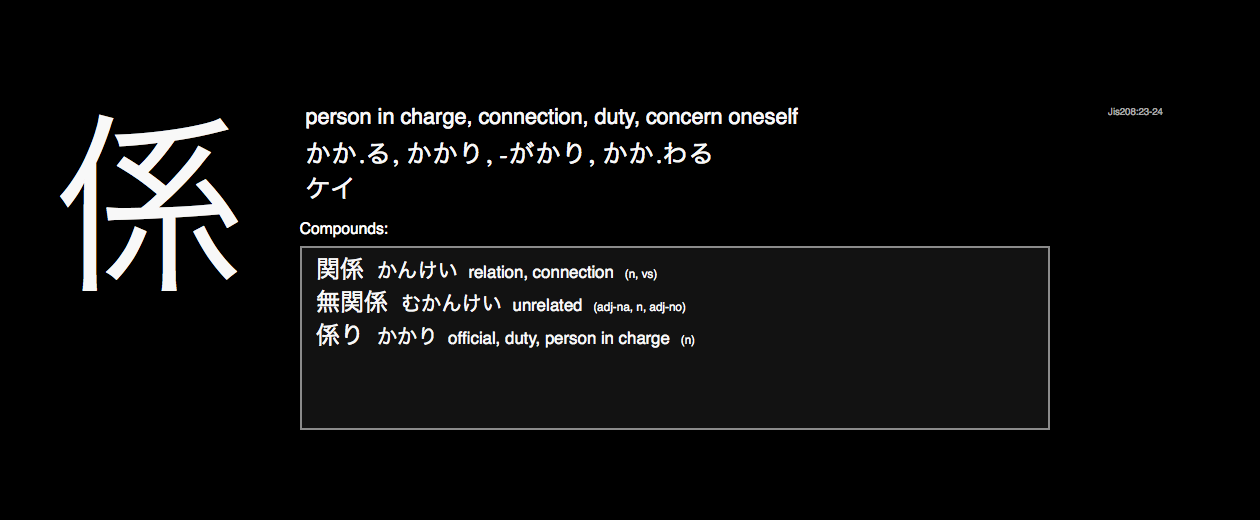 係
person in charge, connection, duty, concern oneself
Jis208:23-24
かか.る, かかり, -がかり, かか.わる
ケイ
Compounds:
関係 かんけい relation, connection (n, vs)
無関係 むかんけい unrelated (adj-na, n, adj-no)
係り かかり official, duty, person in charge (n)